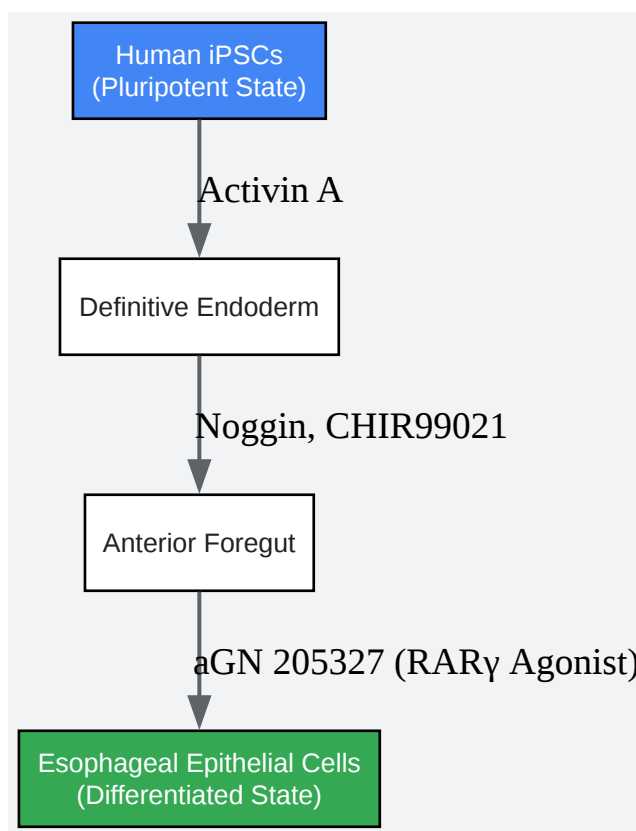 Human iPSCs
(Pluripotent State)
Activin A
Definitive Endoderm
Noggin, CHIR99021
Anterior Foregut
aGN 205327 (RARγ Agonist)
Esophageal Epithelial Cells
(Differentiated State)